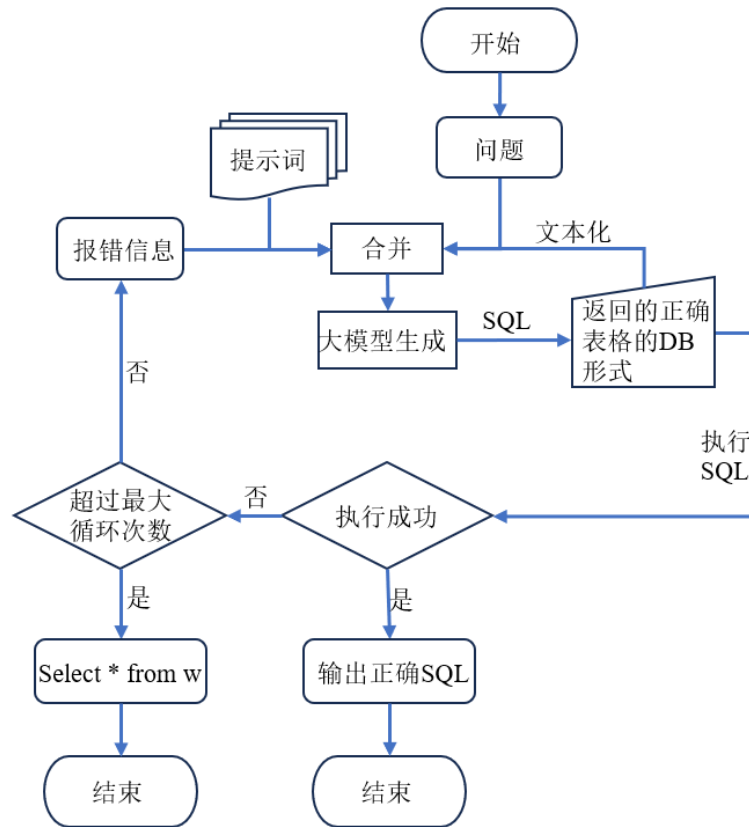 开始
问题
提示词
文本化
报错信息
合并
返回的正确
表格的DB
形式
大模型生成
SQL
否
执行
SQL
超过最大
循环次数
否
执行成功
是
是
Select * from w
输出正确SQL
结束
结束